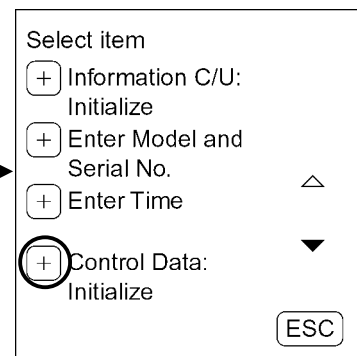 Select item
+ Information C/U:
Initialize
+ Enter Model and
Serial No.
+ Enter Time
+ Control Data:
Initialize
ESC